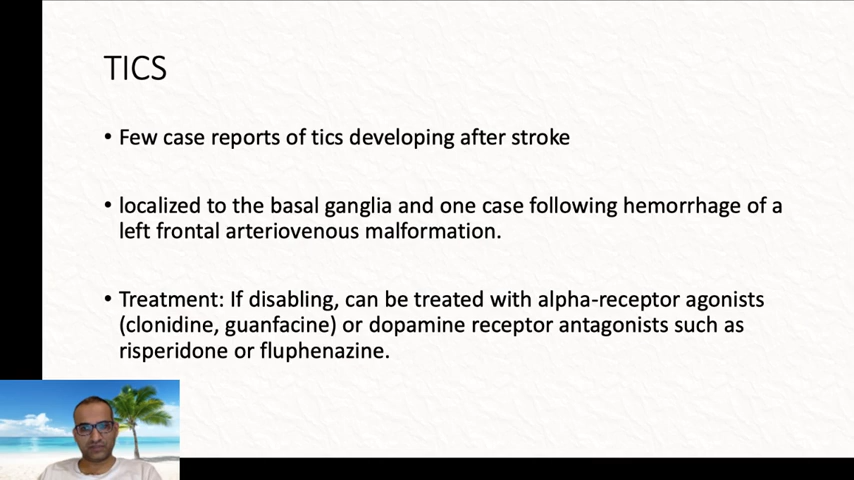 TICS
• Few case reports of tics developing after stroke
• localized to the basal ganglia and one case following hemorrhage of a
left frontal arteriovenous malformation.
• Treatment: If disabling, can be treated with alpha-receptor agonists
(clonidine, guanfacine) or dopamine receptor antagonists such as
risperidone or fluphenazine.